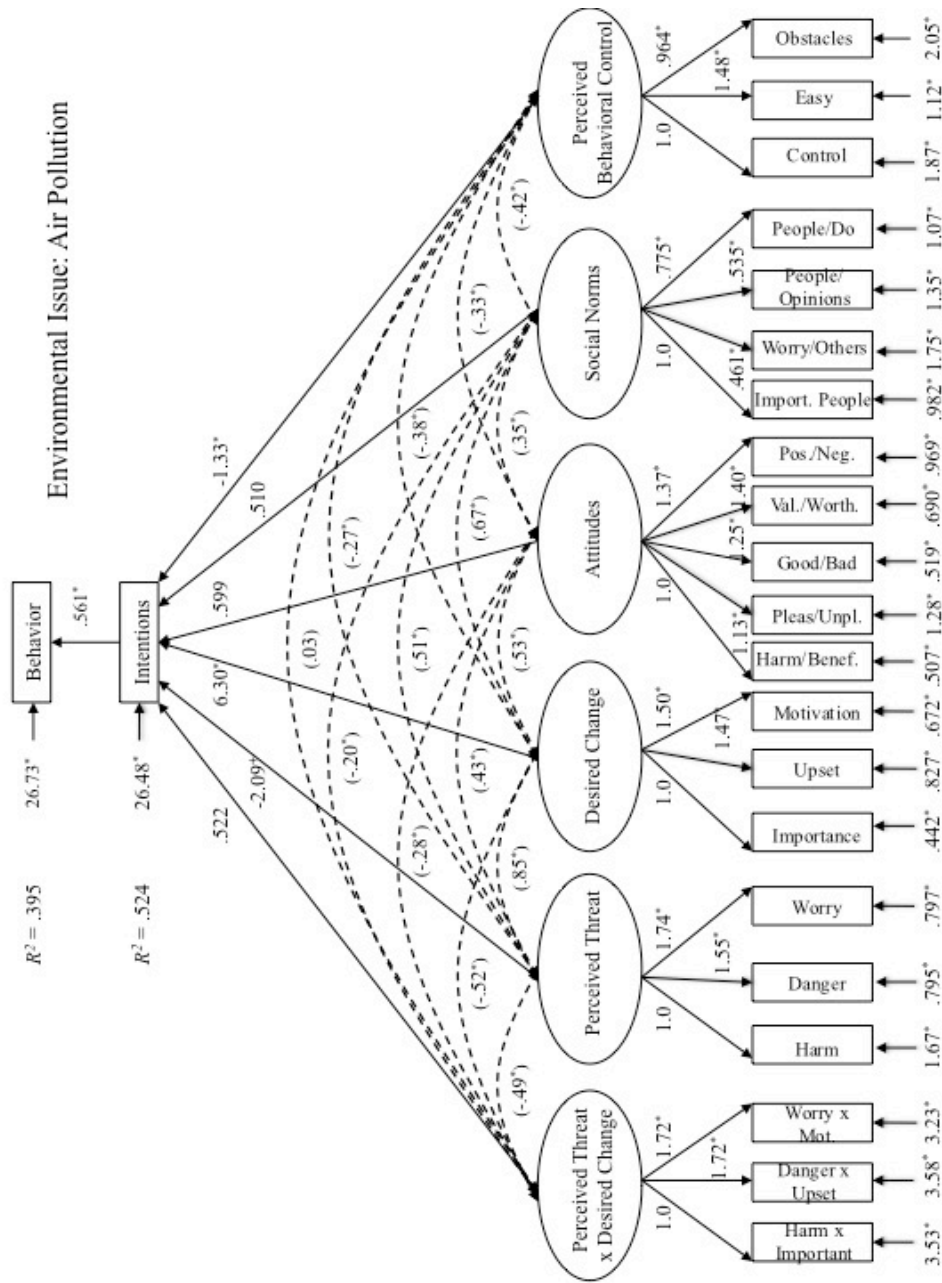 Environmental Issue: Air Pollution
R² = .395
26.73*
Behavior
.561*
R² = .524
26.48*
Intentions
.522
-2.09*
6.30*
.599
.510
-1.33*
(.03)
(-.27*)
(-.20*)
(.51*)
(-.38*)
(-.28*)
(.43*)
(.67*)
(-.33*)
(-.52*)
(.85*)
(.53*)
(.35*)
(-.42*)
(-.49*)
Perceived Threat
x Desired Change
Perceived Threat
Desired Change
Attitudes
Social Norms
Perceived
Behavioral Control
1.0
1.72*
1.72*
1.0
1.55*
1.74*
1.0
1.47*
1.50*
1.0
1.13*
1.25*
1.40*
1.37*
1.0
.461*
.535*
.775*
1.0
1.48*
.964*
Harm x
Important
Danger x
Upset
Worry x
Mot.
Harm
Danger
Worry
Importance
Upset
Motivation
Harm/Benef.
Pleas/Unpl.
Good/Bad
Val./Worth.
Pos./Neg.
Import. People
Worry/Others
People/
Opinions
People/Do
Control
Easy
Obstacles
3.53*
3.58*
3.23*
1.67*
.795*
.797*
.442*
.827*
.672*
.507*
1.28*
.519*
.690*
.969*
.982*
1.75*
1.35*
1.07*
1.87*
1.12*
2.05*